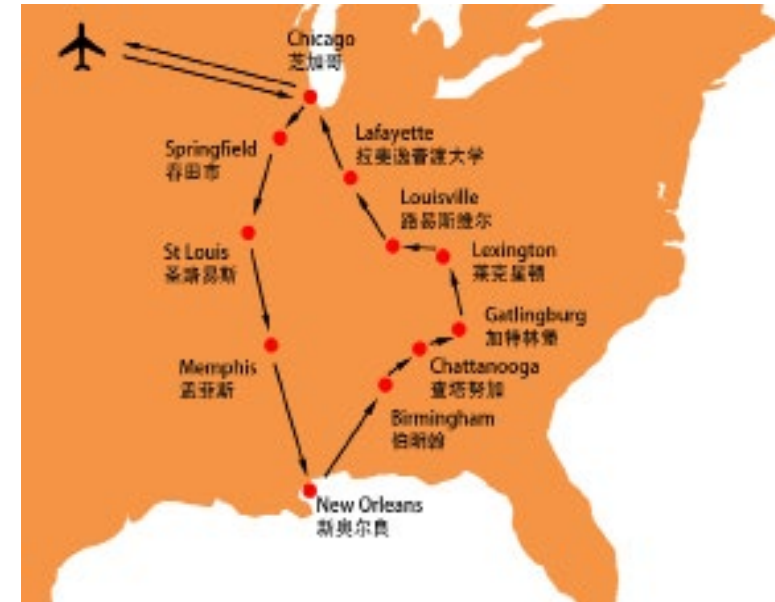 Chicago
芝加哥
Springfield
春田市
St Louis
圣路易斯
Memphis
孟菲斯
New Orleans
新奥尔良
Birmingham
伯明翰
Chattanooga
查塔努加
Gatlingburg
加特林堡
Lexington
莱克星顿
Louisville
路易斯维尔
Lafayette
拉斐逸普渡大学